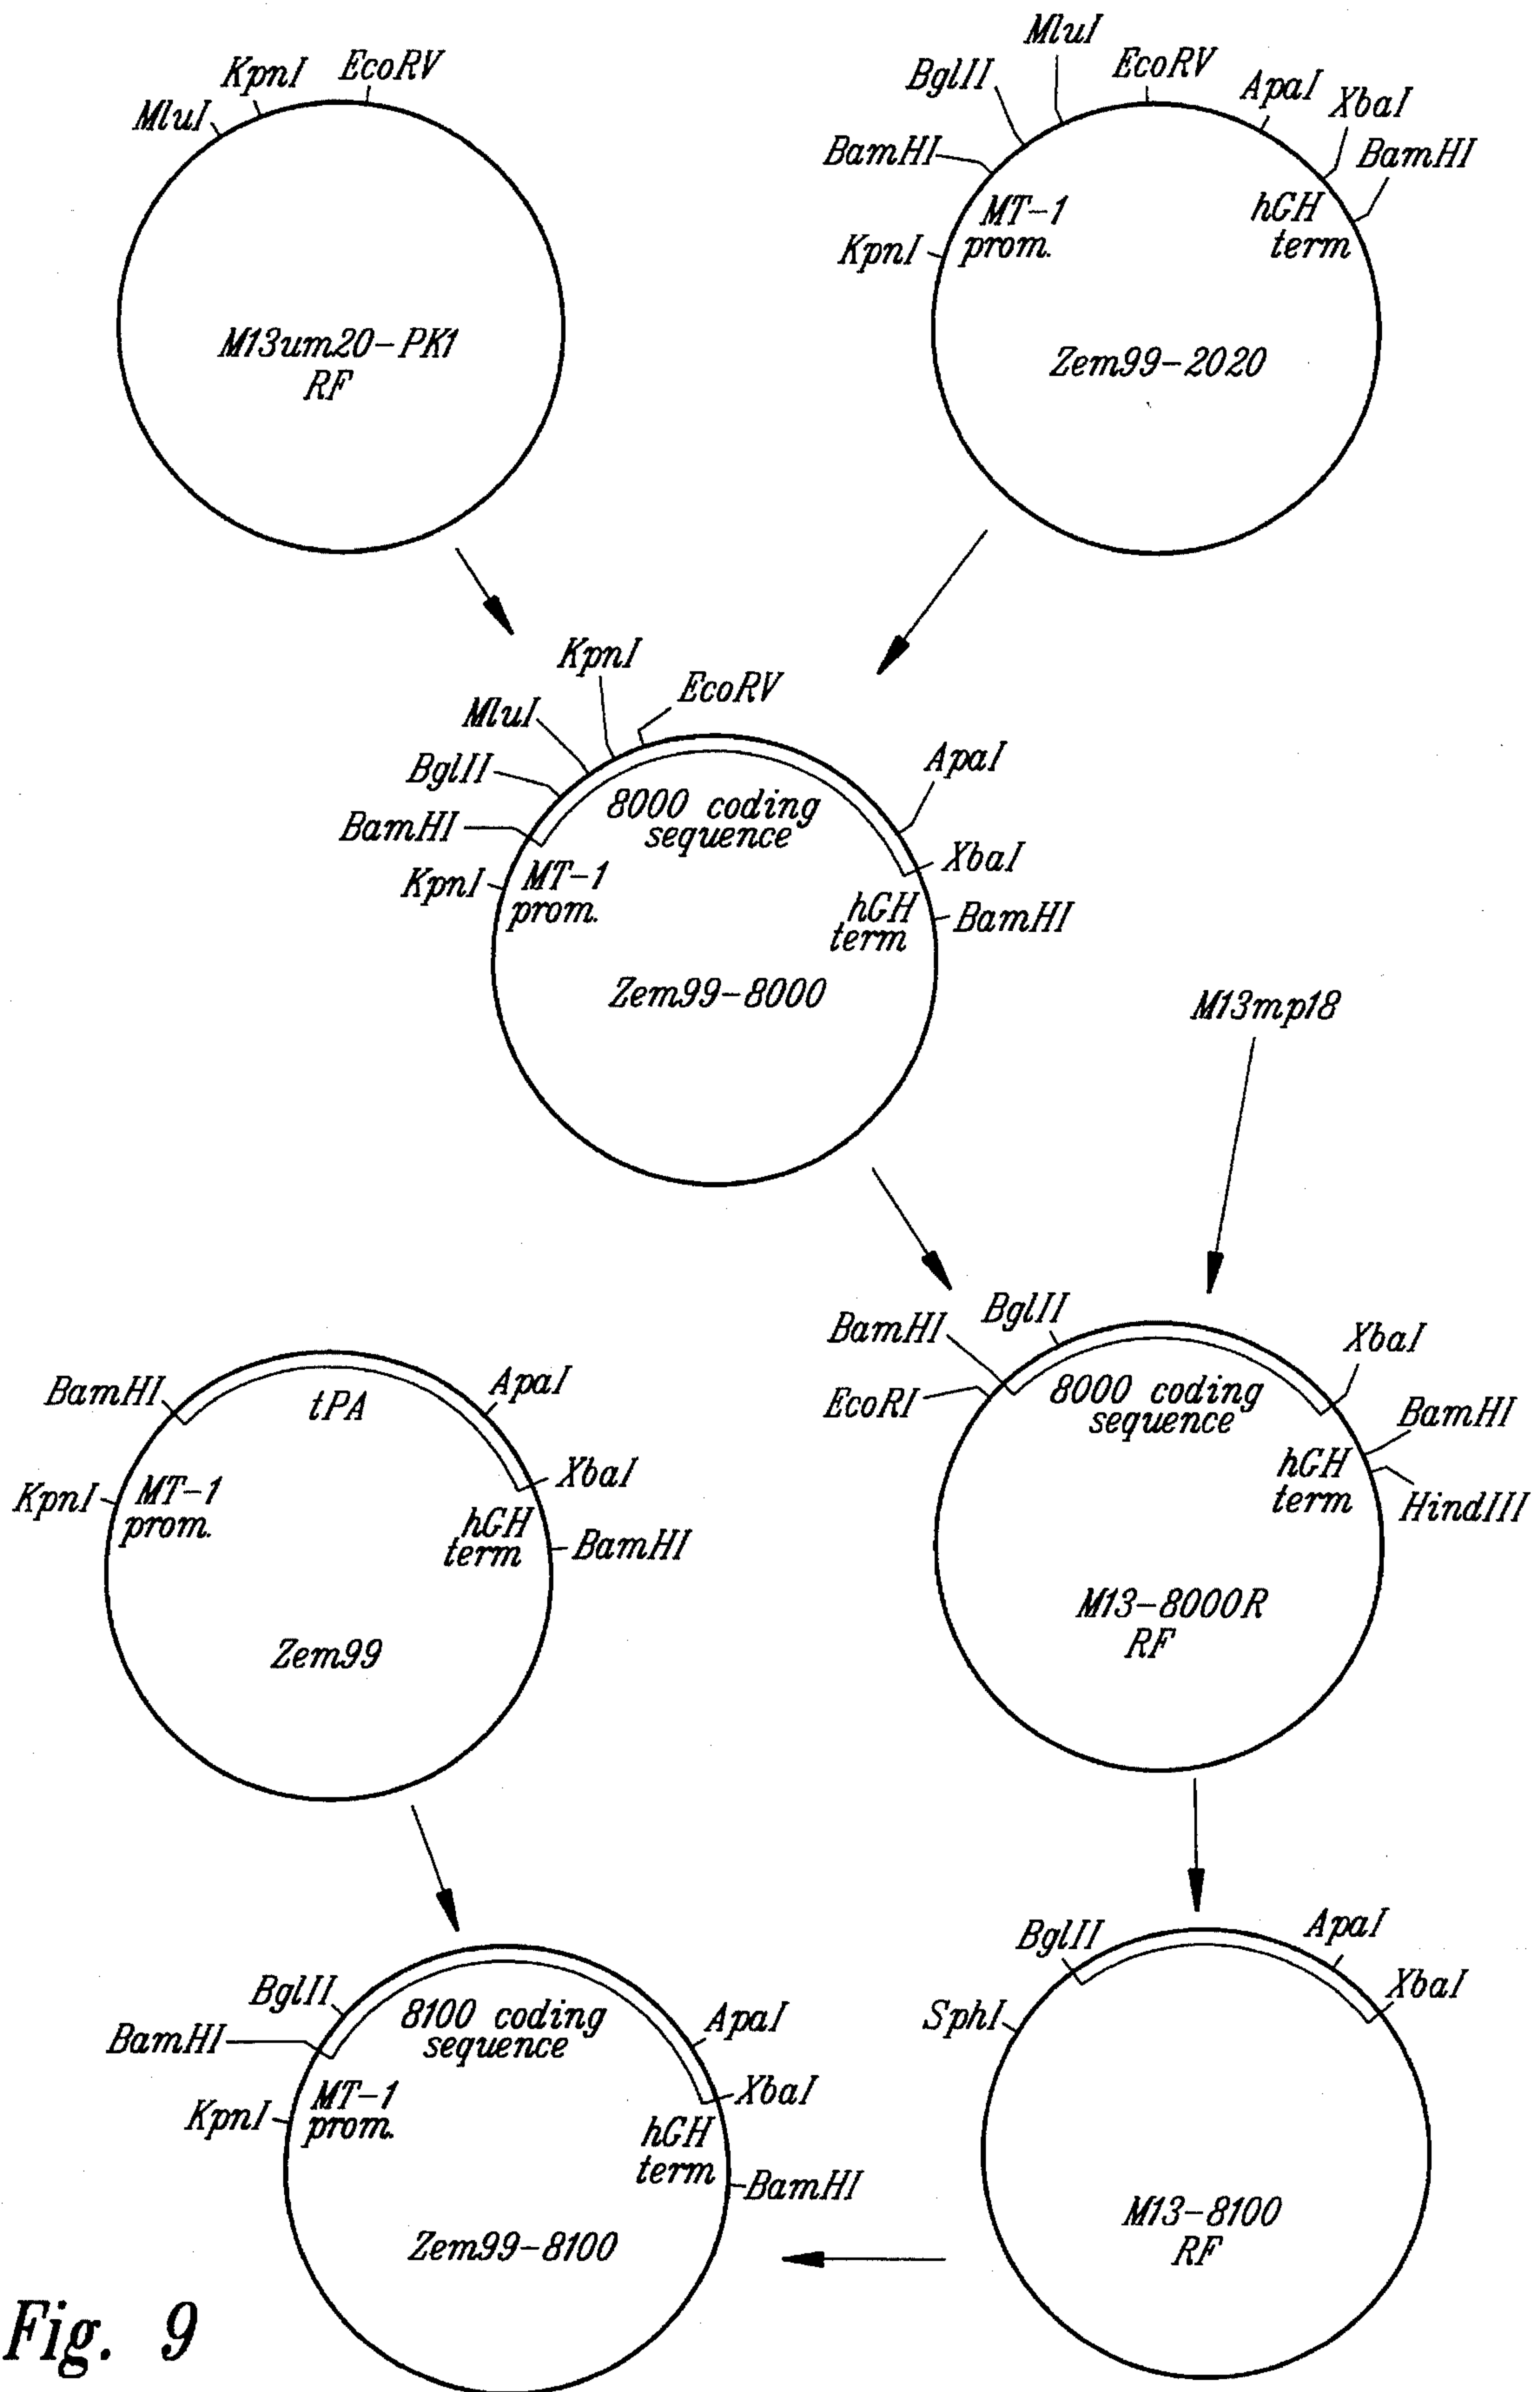 MluI
KpnI
EcoRV
M13um20-PK1
RF
BamHI
BglII
MluI
EcoRV
ApaI
XbaI
BamHI
KpnI
MT-1
prom.
hGH
term
Zem99-2020
KpnI
EcoRV
MluI
BglII
BamHI
KpnI
8000 coding
sequence
MT-1
prom.
ApaI
XbaI
hGH
term
BamHI
Zem99-8000
M13mp18
BamHI
tPA
ApaI
KpnI
MT-1
prom.
XbaI
hGH
term
BamHI
Zem99
BamHI
BglII
XbaI
EcoRI
8000 coding
sequence
BamHI
hGH
term
HindIII
M13-8000R
RF
BglII
BamHI
8100 coding
sequence
ApaI
KpnI
MT-1
prom.
XbaI
hGH
term
BamHI
Zem99-8100
BglII
ApaI
SphI
XbaI
M13-8100
RF
Fig. 9